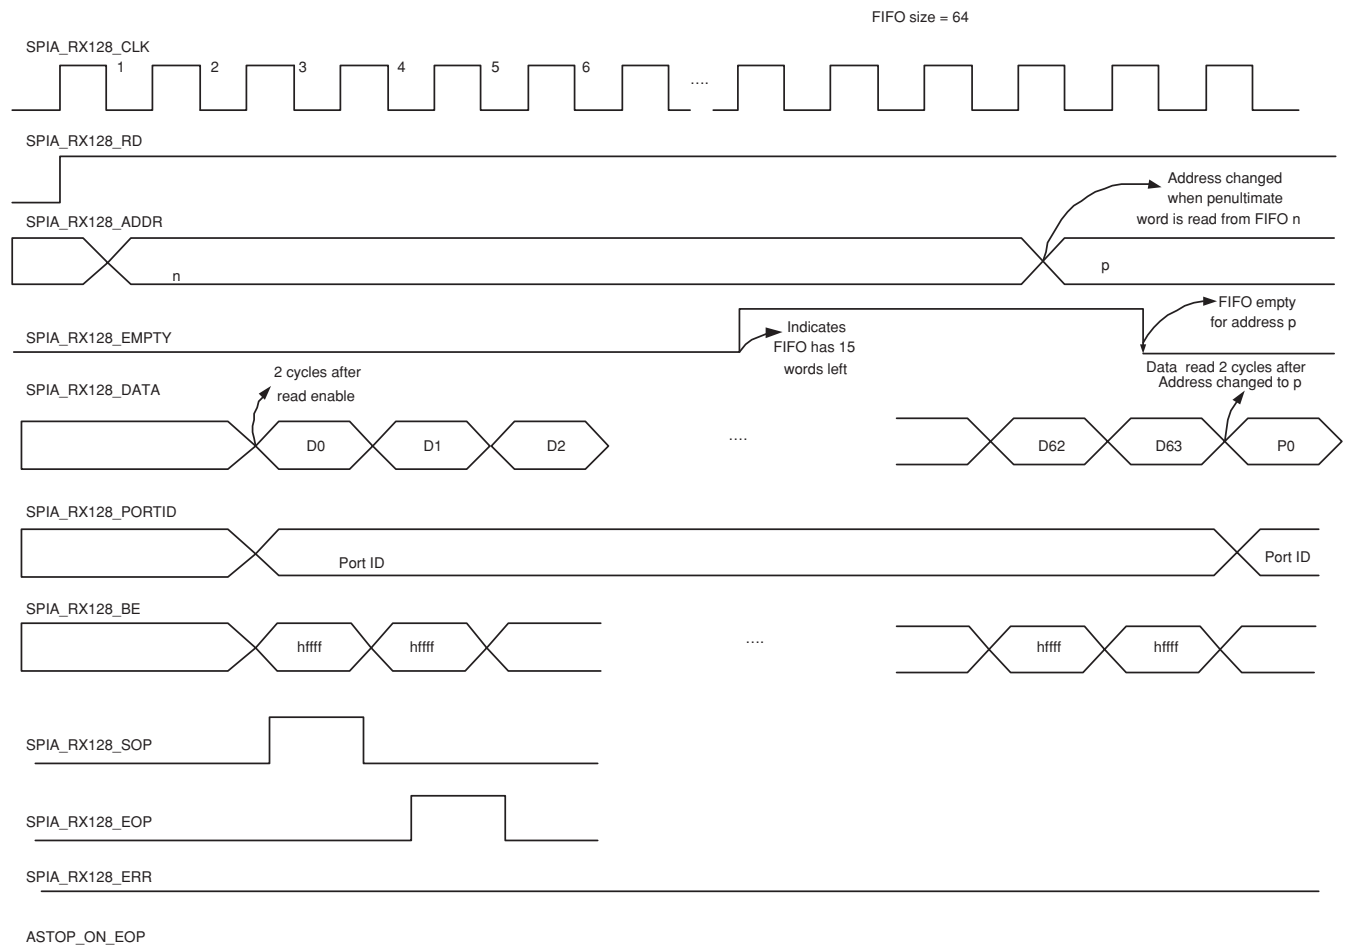 FIFO size = 64
SPIA_RX128_CLK
1 2 3 4 5 6 ....
SPIA_RX128_RD
Address changed
when penultimate
word is read from FIFO n
SPIA_RX128_ADDR
n
p
FIFO empty
for address p
SPIA_RX128_EMPTY
Indicates
FIFO has 15
words left
2 cycles after
read enable
Data read 2 cycles after
Address changed to p
SPIA_RX128_DATA
D0 D1 D2 .... D62 D63 P0
SPIA_RX128_PORTID
Port ID Port ID
SPIA_RX128_BE
hffff hffff .... hffff hffff
SPIA_RX128_SOP
SPIA_RX128_EOP
SPIA_RX128_ERR
ASTOP_ON_EOP